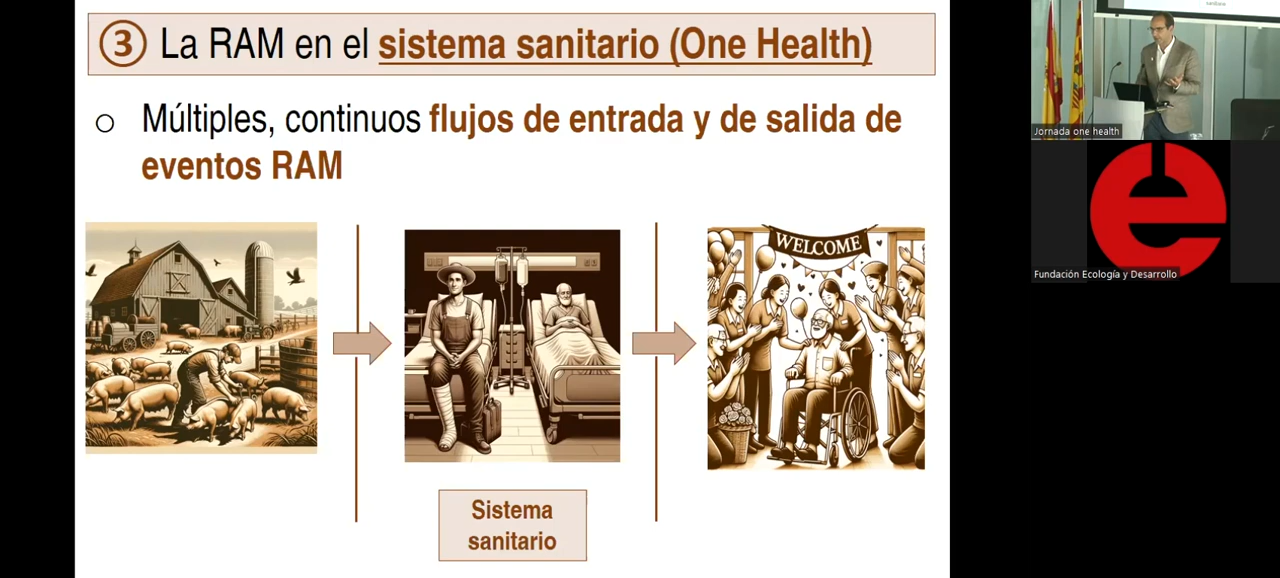 ③ La RAM en el sistema sanitario (One Health)
○ Múltiples, continuos flujos de entrada y de salida de
eventos RAM
WELCOME
Sistema
sanitario
sanitario
Jornada one health
e
Fundación Ecología y Desarrollo